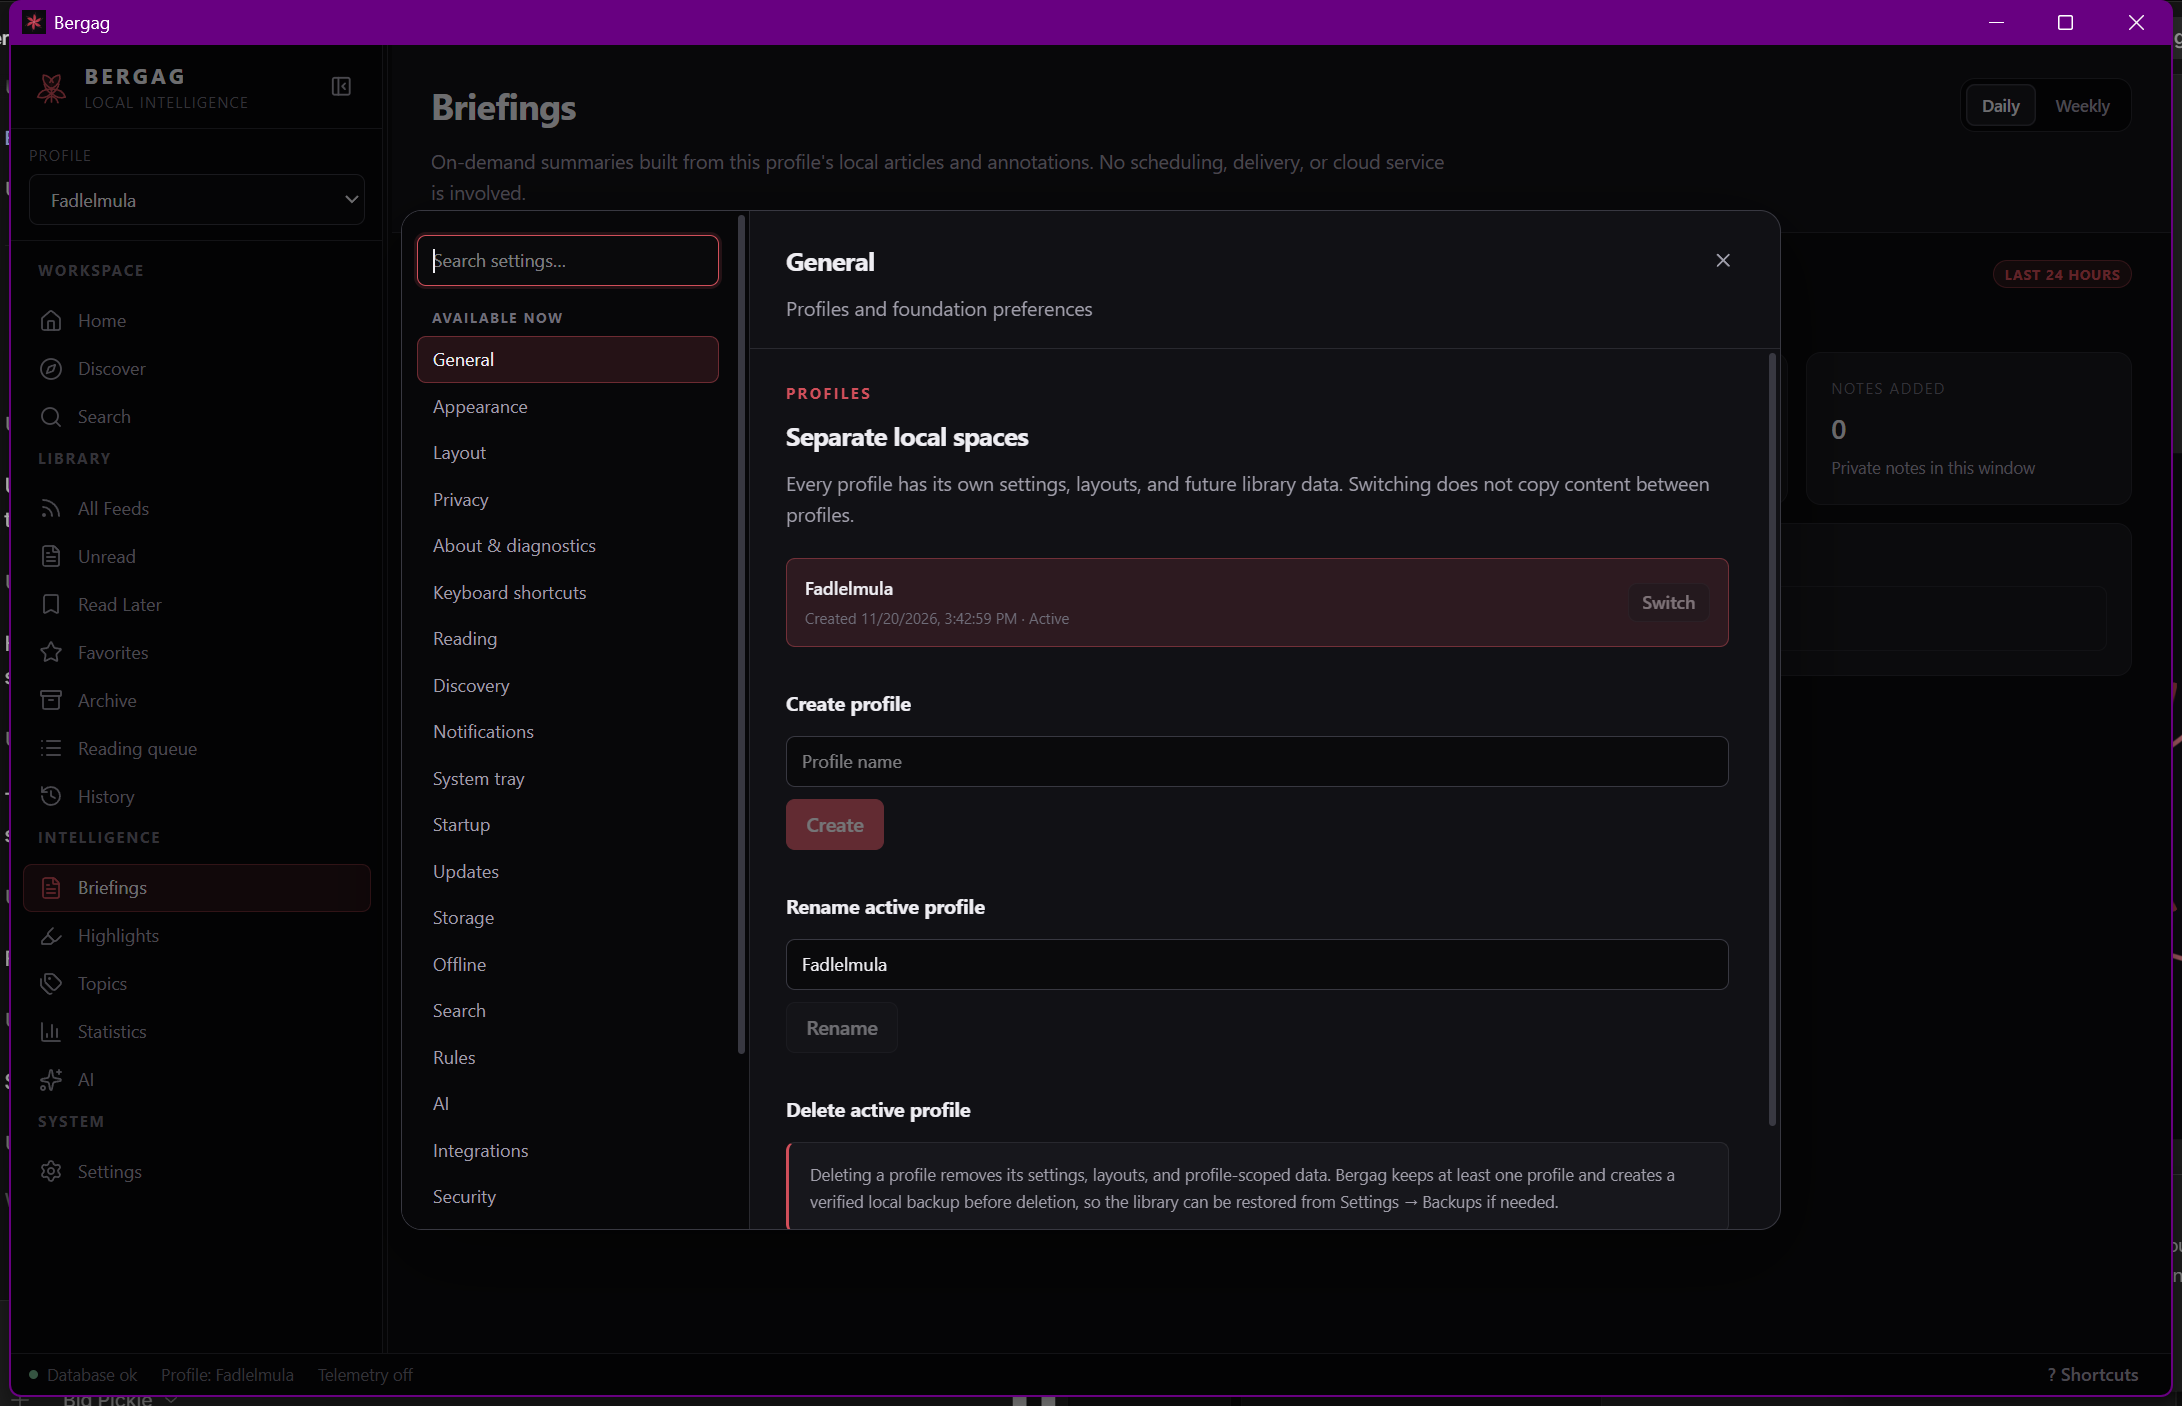 Bergag
BERGAG
LOCAL INTELLIGENCE
PROFILE
Fadlelmula
WORKSPACE
Home
Discover
Search
LIBRARY
All Feeds
Unread
Read Later
Favorites
Archive
Reading queue
History
INTELLIGENCE
Briefings
Highlights
Topics
Statistics
AI
SYSTEM
Settings
Briefings
On-demand summaries built from this profile's local articles and annotations. No scheduling, delivery, or cloud service
is involved.
Daily
Weekly
LAST 24 HOURS
NOTES ADDED
0
Private notes in this window
Search settings...
AVAILABLE NOW
General
Appearance
Layout
Privacy
About & diagnostics
Keyboard shortcuts
Reading
Discovery
Notifications
System tray
Startup
Updates
Storage
Offline
Search
Rules
AI
Integrations
Security
General
Profiles and foundation preferences
PROFILES
Separate local spaces
Every profile has its own settings, layouts, and future library data. Switching does not copy content between
profiles.
Fadlelmula
Created 11/20/2026, 3:42:59 PM · Active
Switch
Create profile
Profile name
Create
Rename active profile
Fadlelmula
Rename
Delete active profile
Deleting a profile removes its settings, layouts, and profile-scoped data. Bergag keeps at least one profile and creates a
verified local backup before deletion, so the library can be restored from Settings → Backups if needed.
Database ok
Profile: Fadlelmula
Telemetry off
? Shortcuts
Big Pickle